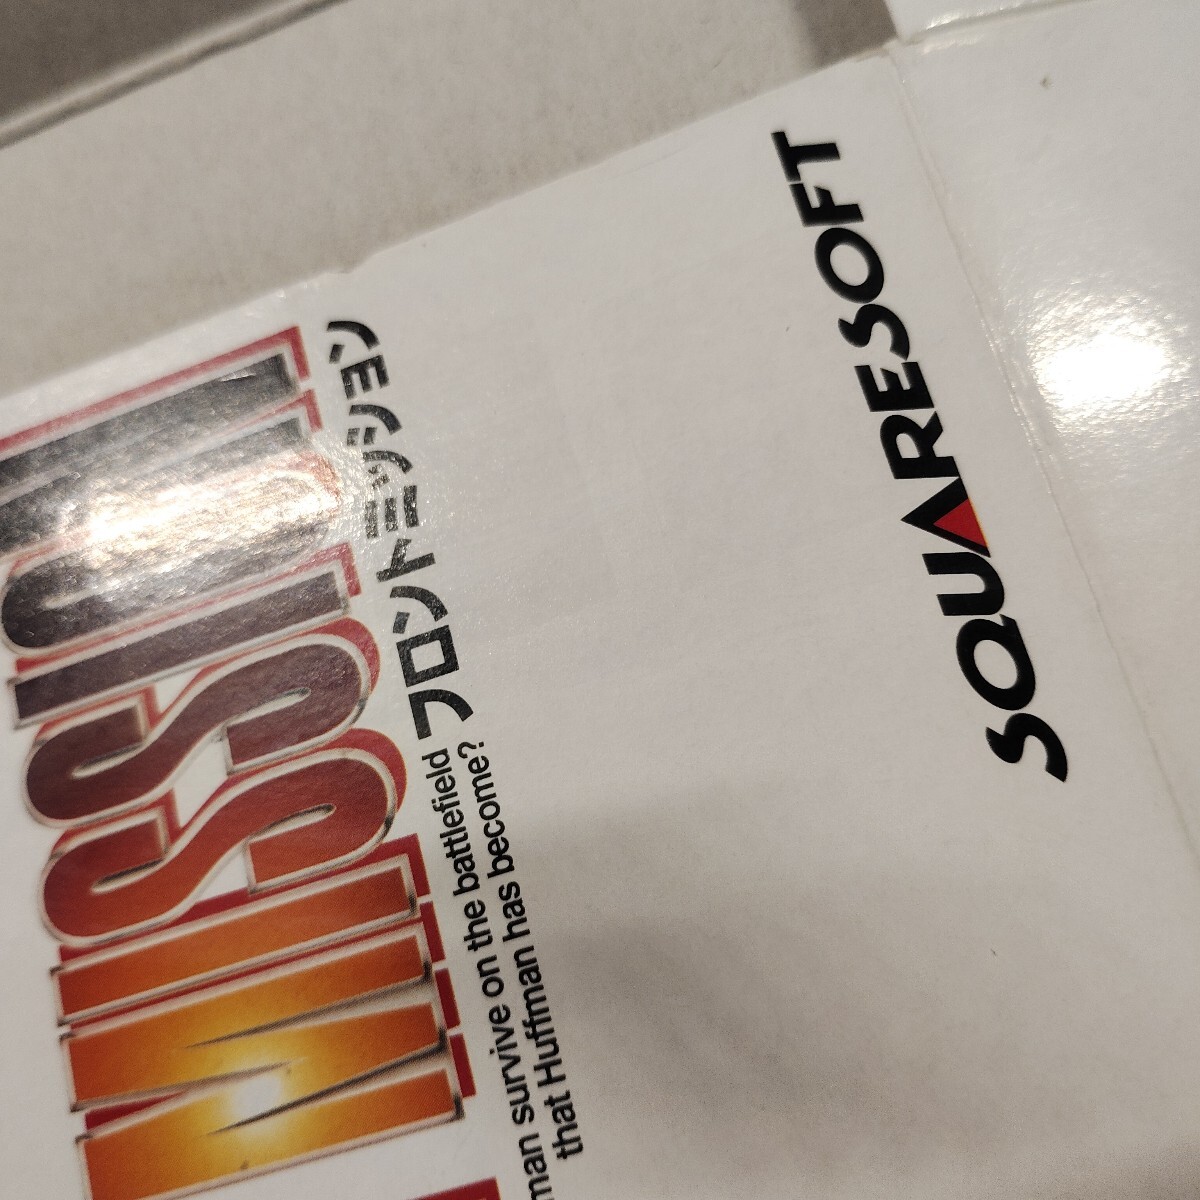 MISSION
フロントミッション
man survive on the battlefield
that Huffman has become?
SQUARESOFT